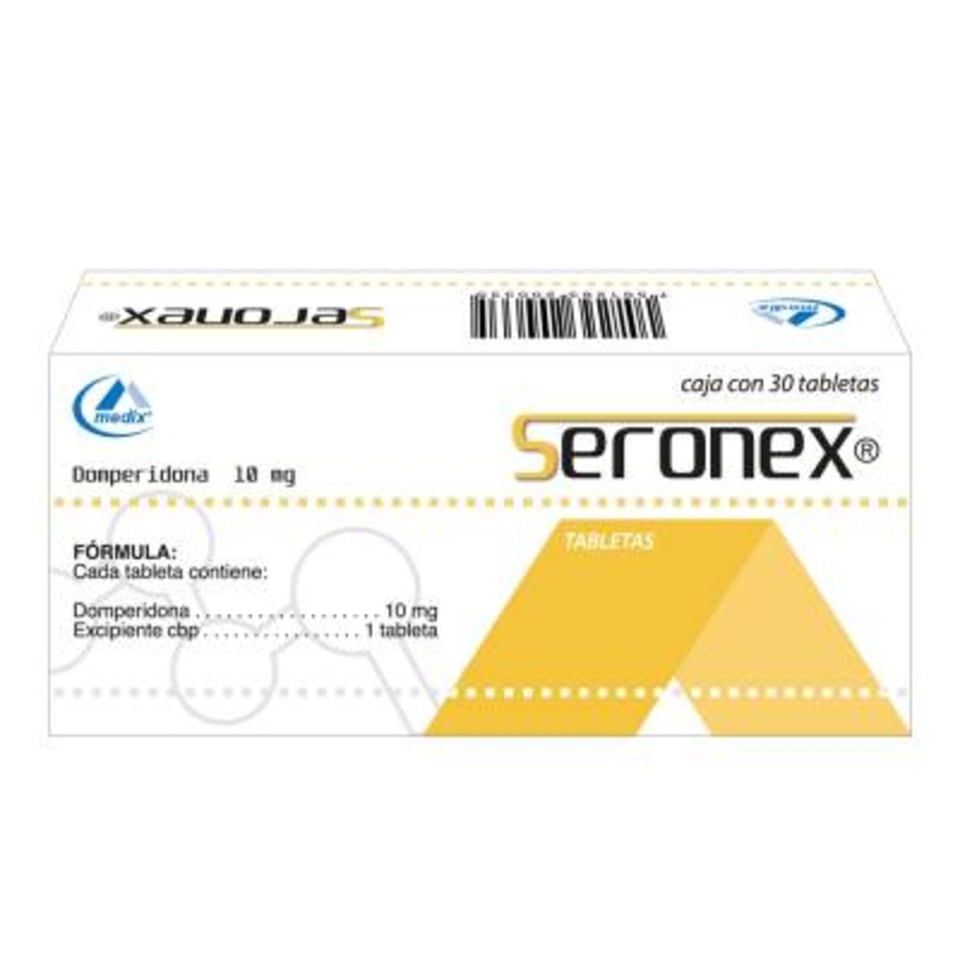 Seronex®
medix
caja con 30 tabletas
medix®
Seronex®
Domperidona 10 mg
TABLETAS
FÓRMULA:
Cada tableta contiene:
Domperidona . . . . . . . . . . . . . . . . . . 10 mg
Excipiente cbp . . . . . . . . . . . . . . . 1 tableta